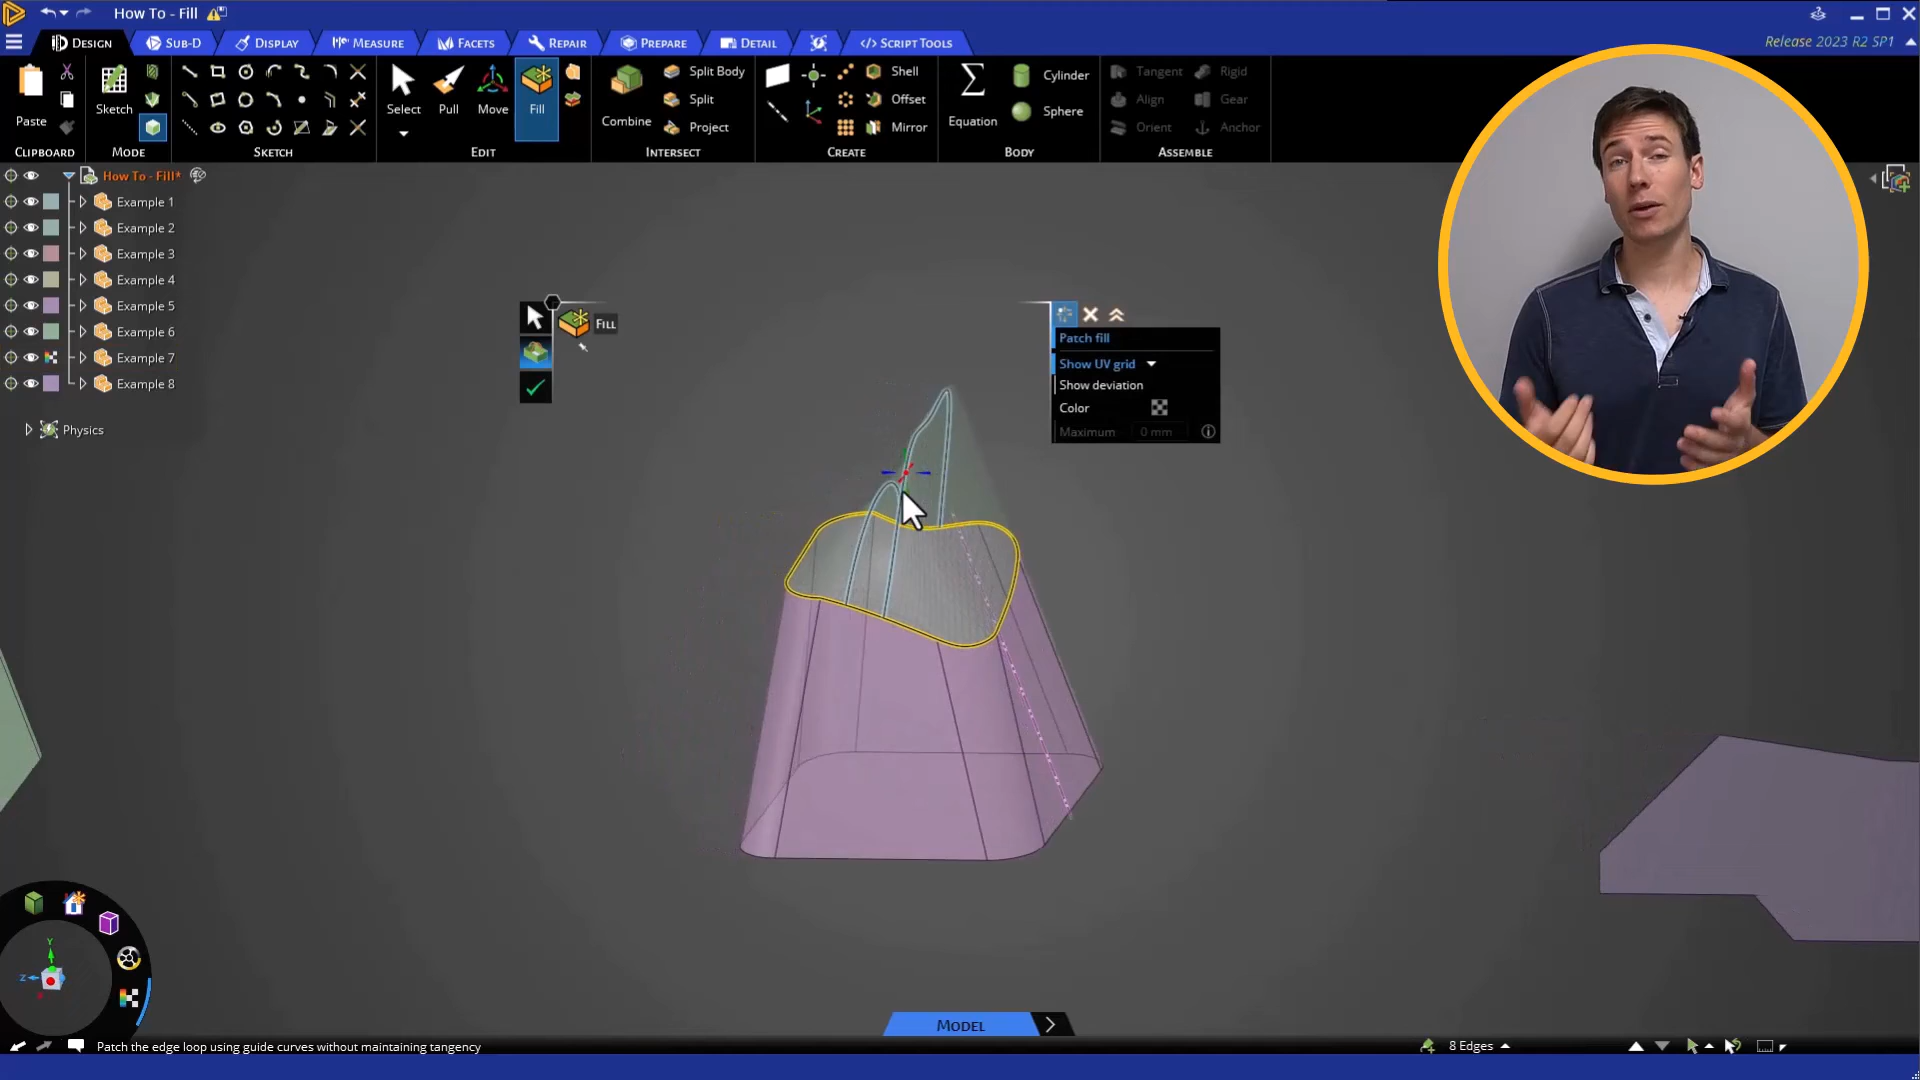 How To - Fill
Design
Sub-D
Display
Measure
Facets
Repair
Prepare
Detail
Script Tools
Release 2023 R2 SP1
Paste
Clipboard
Sketch
Mode
Sketch
Select
Pull
Move
Fill
Edit
Combine
Split Body
Split
Project
Intersect
Shell
Offset
Mirror
Create
Equation
Cylinder
Sphere
Body
Tangent
Rigid
Align
Gear
Orient
Anchor
Assemble
How To - Fill*
Example 1
Example 2
Example 3
Example 4
Example 5
Example 6
Example 7
Example 8
Physics
Fill
Patch fill
Show UV grid
Show deviation
Color
Maximum 0 mm
Y
Z
Model
Patch the edge loop using guide curves without maintaining tangency
8 Edges